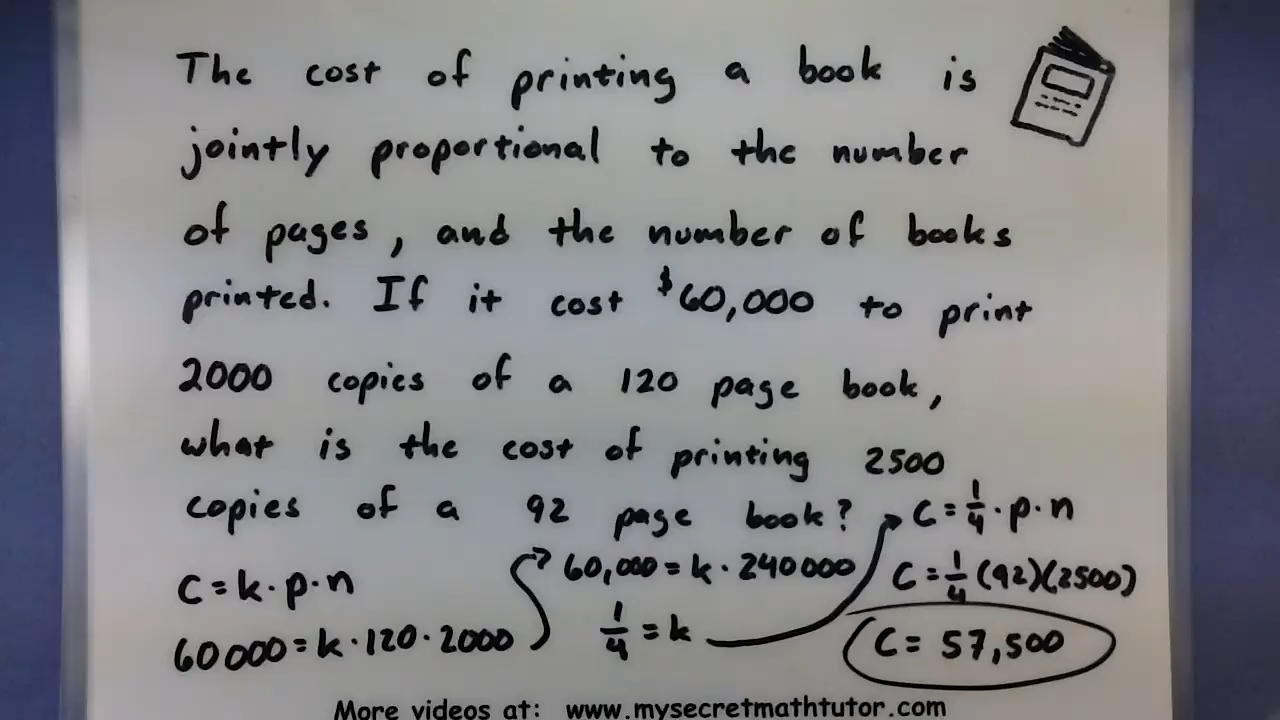 The cost of printing a book is
jointly proportional to the number
of pages, and the number of books
printed. If it cost $60,000 to print
2000 copies of a 120 page book,
what is the cost of printing 2500
copies of a 92 page book?
C = k·p·n
60000 = k·120·2000
60,000 = k·240000
1/4 = k
C = 1/4·p·n
C = 1/4 (92)(2500)
C = 57,500
More videos at: www.mysecretmathtutor.com